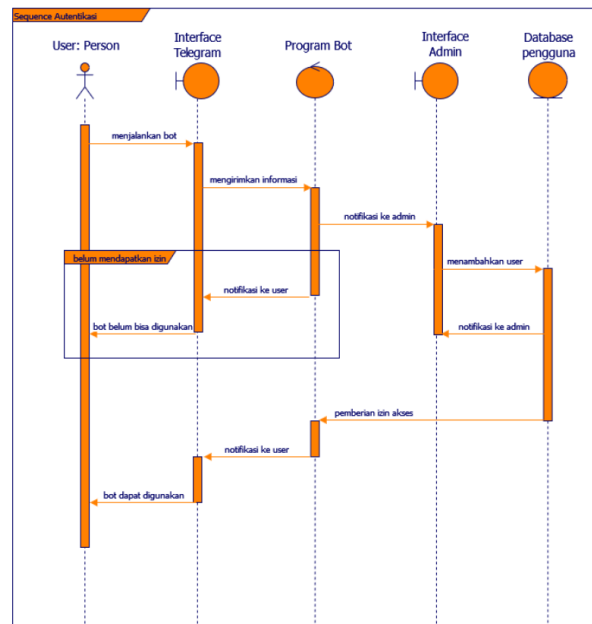 Sequence Autentikasi
User: Person
Interface
Telegram
Program Bot
Interface
Admin
Database
pengguna
menjalankan bot
mengirimkan informasi
notifikasi ke admin
belum mendapatkan izin
menambahkan user
notifikasi ke user
bot belum bisa digunakan
notifikasi ke admin
pemberian izin akses
notifikasi ke user
bot dapat digunakan